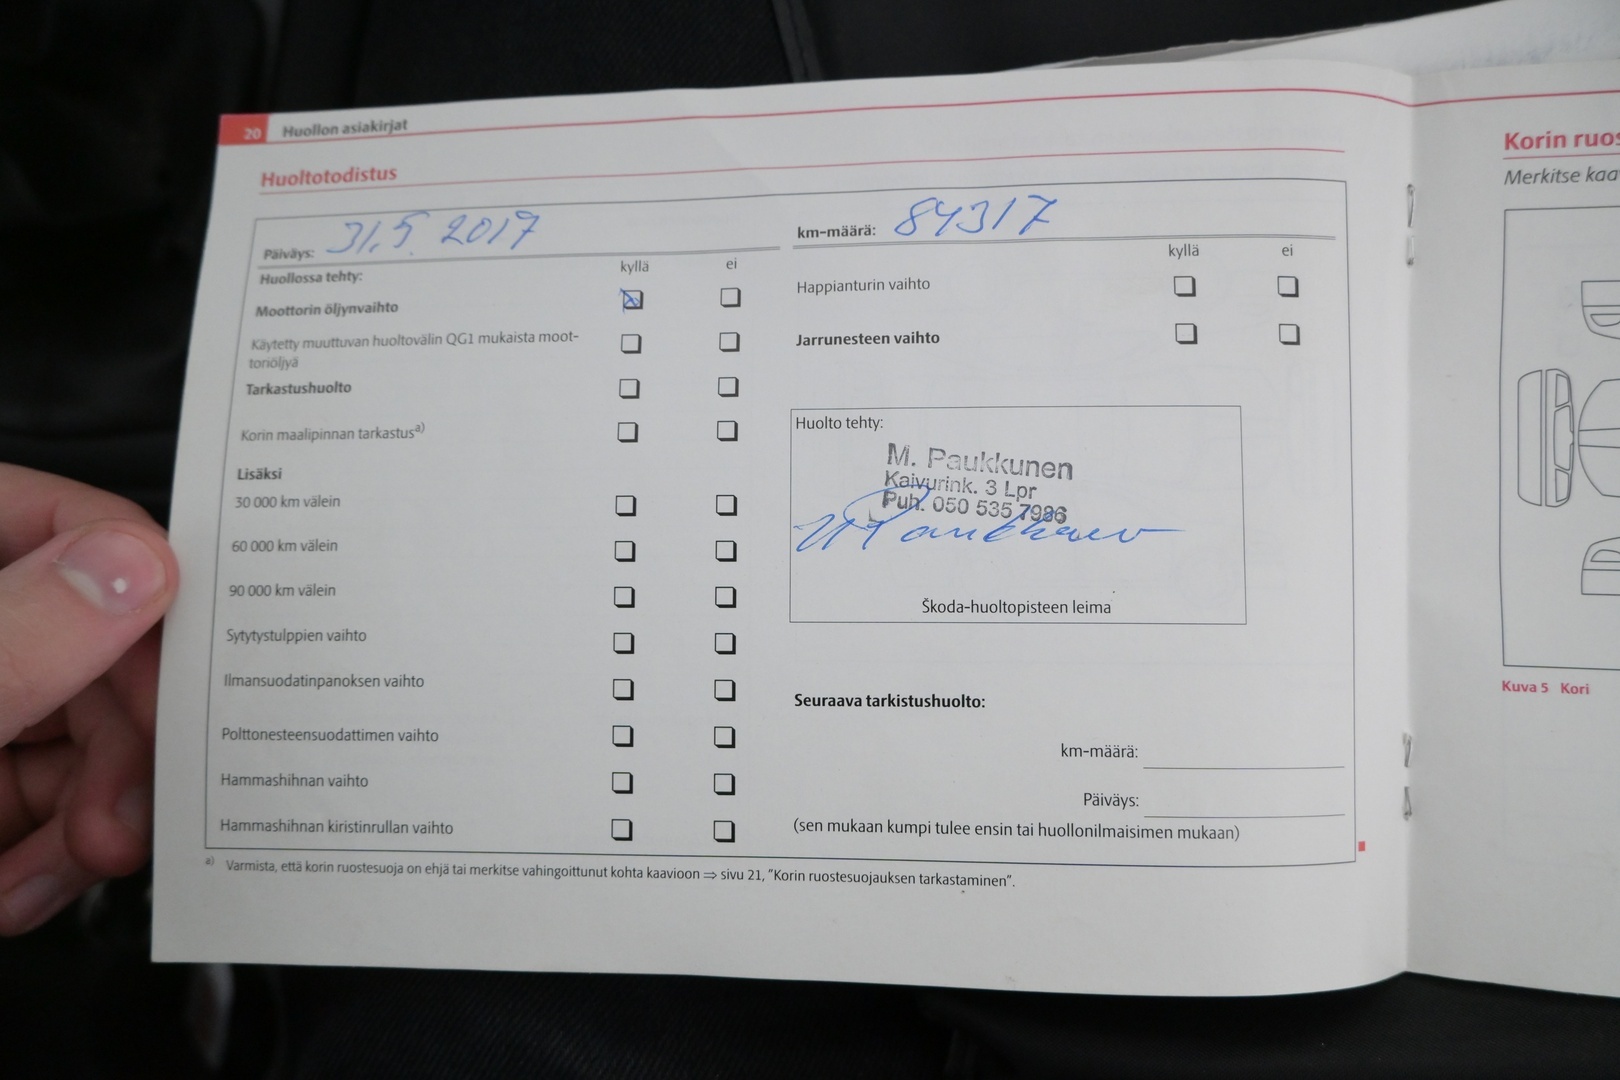 20 Huollon asiakirjat
Huoltotodistus
Päiväys: 31.5. 2017
km-määrä: 84317
Huollossa tehty: kyllä ei
Moottorin öljynvaihto
Käytetty muuttuvan huoltovälin QG1 mukaista moot-
toriöljyä
Tarkastushuolto
Korin maalipinnan tarkastus a)
Lisäksi
30 000 km välein
60 000 km välein
90 000 km välein
Sytytystulppien vaihto
Ilmansuodatinpanoksen vaihto
Polttonesteensuodattimen vaihto
Hammashihnan vaihto
Hammashihnan kiristinrullan vaihto
kyllä ei
Happianturin vaihto
Jarrunesteen vaihto
Huolto tehty:
M. Paukkunen
Kaivurink. 3 Lpr
Puh. 050 535 7986
Škoda-huoltopisteen leima
Seuraava tarkistushuolto:
km-määrä:
Päiväys:
(sen mukaan kumpi tulee ensin tai huollonilmaisimen mukaan)
a) Varmista, että korin ruostesuoja on ehjä tai merkitse vahingoittunut kohta kaavioon ⇒ sivu 21, ”Korin ruostesuojauksen tarkastaminen”.
Korin ruos
Merkitse kaa
Kuva 5 Kori